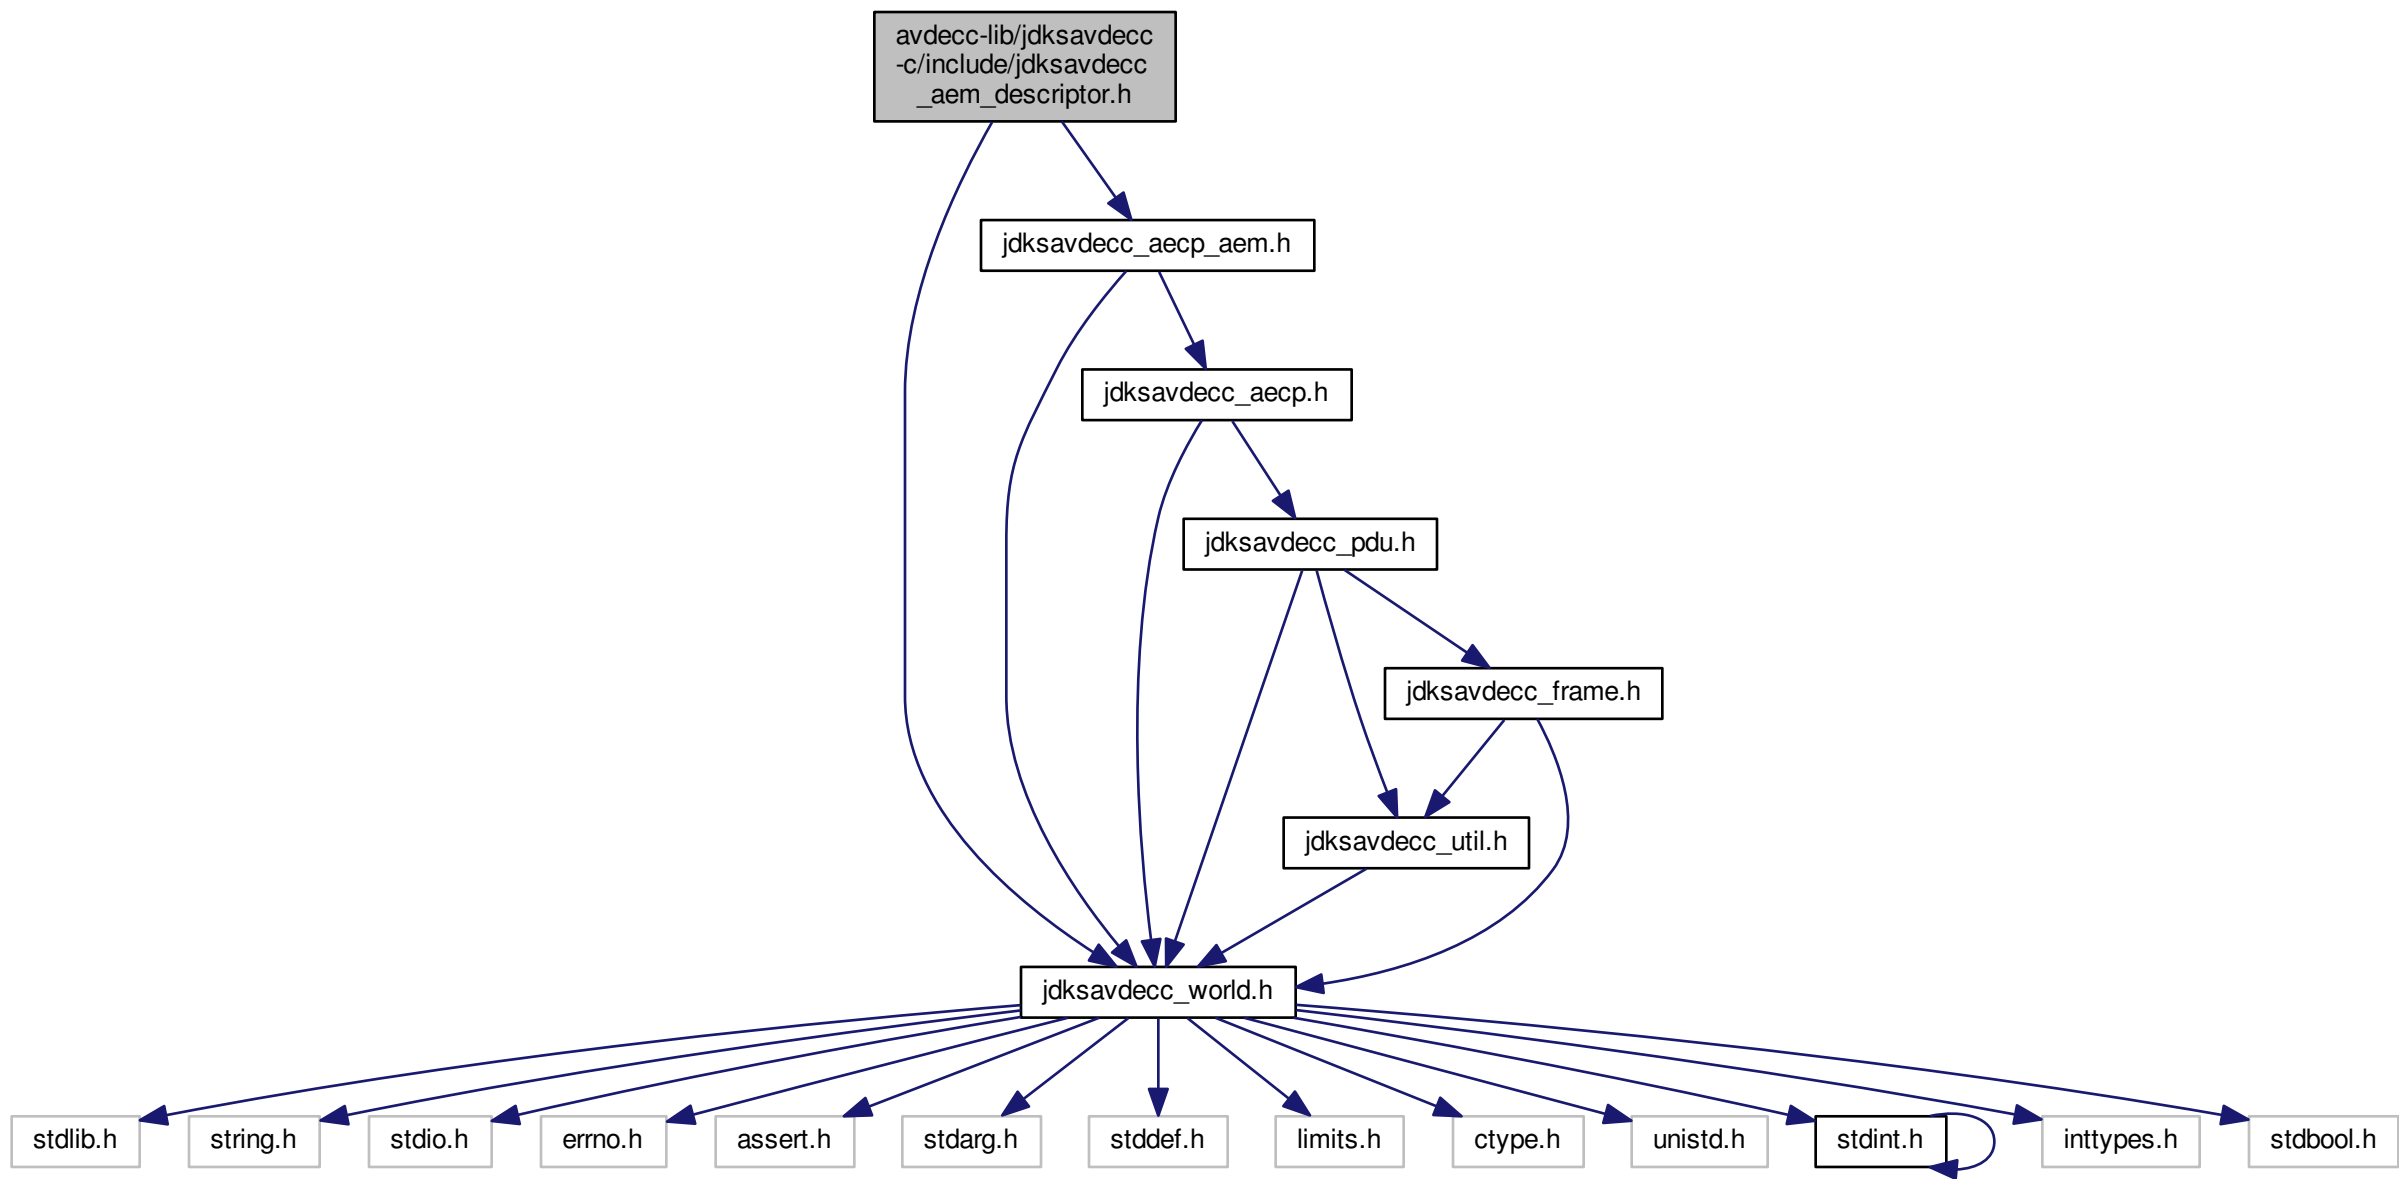 avdecc-lib/jdksavdecc
-c/include/jdksavdecc
_aem_descriptor.h
jdksavdecc_aecp_aem.h
jdksavdecc_aecp.h
jdksavdecc_pdu.h
jdksavdecc_frame.h
jdksavdecc_util.h
jdksavdecc_world.h
stdlib.h
string.h
stdio.h
errno.h
assert.h
stdarg.h
stddef.h
limits.h
ctype.h
unistd.h
stdint.h
inttypes.h
stdbool.h